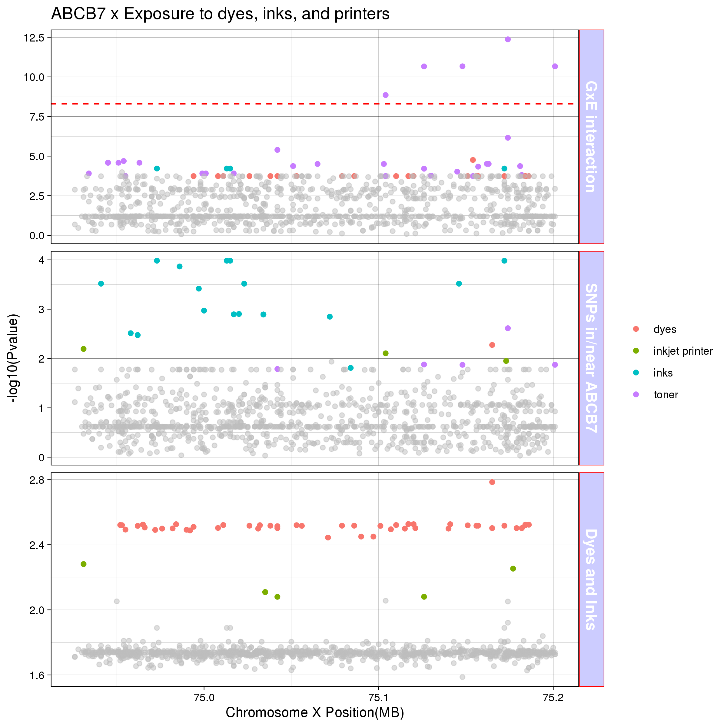 ABCB7 x Exposure to dyes, inks, and printers
12.5
10.0
7.5
5.0
2.5
0.0
GxE interaction
4
3
2
1
0
SNPs in/near ABCB7
2.8
2.4
2.0
1.6
Dyes and Inks
-log10(Pvalue)
75.0
75.1
75.2
Chromosome X Position(MB)
dyes
inkjet printer
inks
toner